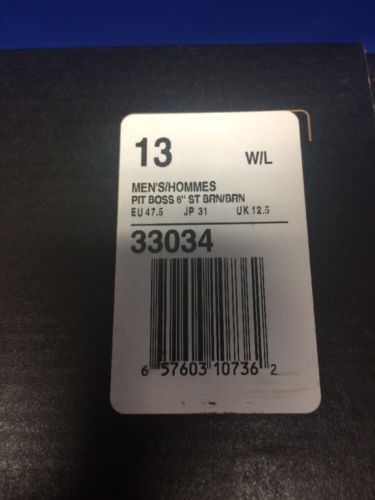 13 W/L
MEN'S/HOMMES
PIT BOSS 6" ST BRN/BRN
EU 47.5 JP 31 UK 12.5
33034
6 57603 10736 2